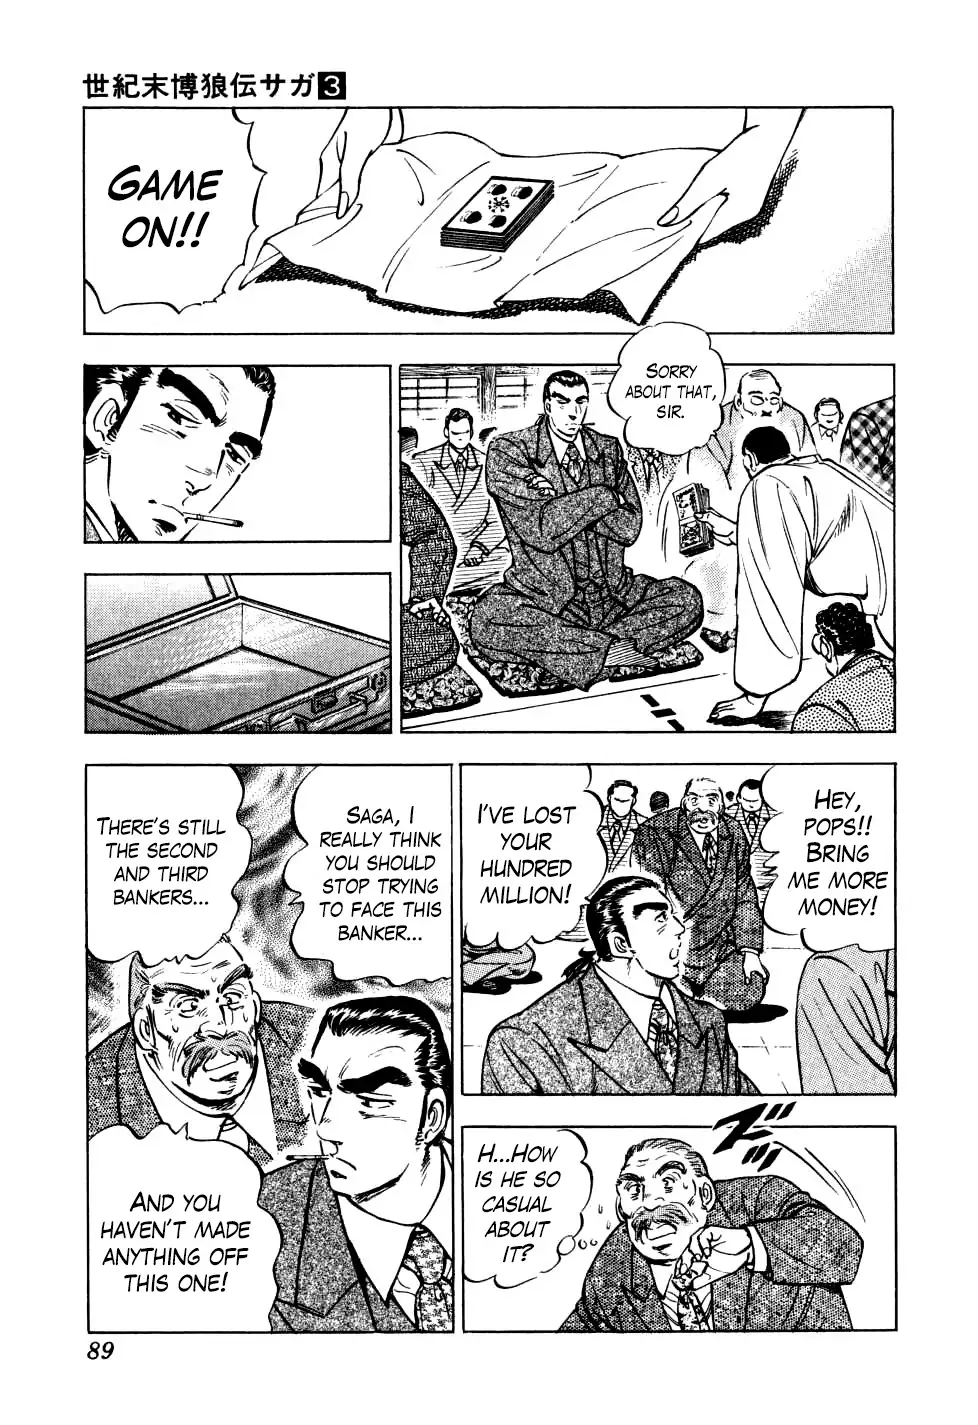 世紀末博狼伝サガ3
GAME
ON!!
SORRY
ABOUT THAT,
SIR.
HEY,
POPS!!
BRING
ME MORE
MONEY!
I'VE LOST
YOUR
HUNDRED
MILLION!
H...HOW
IS HE SO
CASUAL
ABOUT
IT?
ズッ
SAGA, I
REALLY THINK
YOU SHOULD
STOP TRYING
TO FACE THIS
BANKER...
THERE'S STILL
THE SECOND
AND THIRD
BANKERS...
AND YOU
HAVEN'T MADE
ANYTHING OFF
THIS ONE!
89